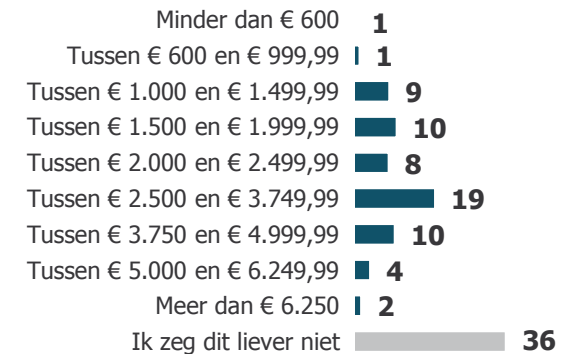 Minder dan € 600 1
Tussen € 600 en € 999,99 1
Tussen € 1.000 en € 1.499,99 9
Tussen € 1.500 en € 1.999,99 10
Tussen € 2.000 en € 2.499,99 8
Tussen € 2.500 en € 3.749,99 19
Tussen € 3.750 en € 4.999,99 10
Tussen € 5.000 en € 6.249,99 4
Meer dan € 6.250 2
Ik zeg dit liever niet 36